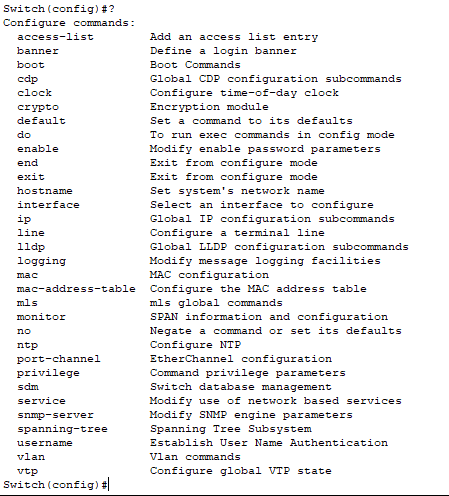 Switch(config)#?
Configure commands:
  access-list        Add an access list entry
  banner             Define a login banner
  boot               Boot Commands
  cdp                Global CDP configuration subcommands
  clock              Configure time-of-day clock
  crypto             Encryption module
  default            Set a command to its defaults
  do                 To run exec commands in config mode
  enable             Modify enable password parameters
  end                Exit from configure mode
  exit               Exit from configure mode
  hostname           Set system's network name
  interface          Select an interface to configure
  ip                 Global IP configuration subcommands
  line               Configure a terminal line
  lldp               Global LLDP configuration subcommands
  logging            Modify message logging facilities
  mac                MAC configuration
  mac-address-table  Configure the MAC address table
  mls                mls global commands
  monitor            SPAN information and configuration
  no                 Negate a command or set its defaults
  ntp                Configure NTP
  port-channel       EtherChannel configuration
  privilege          Command privilege parameters
  sdm                Switch database management
  service            Modify use of network based services
  snmp-server        Modify SNMP engine parameters
  spanning-tree      Spanning Tree Subsystem
  username           Establish User Name Authentication
  vlan               Vlan commands
  vtp                Configure global VTP state
Switch(config)#